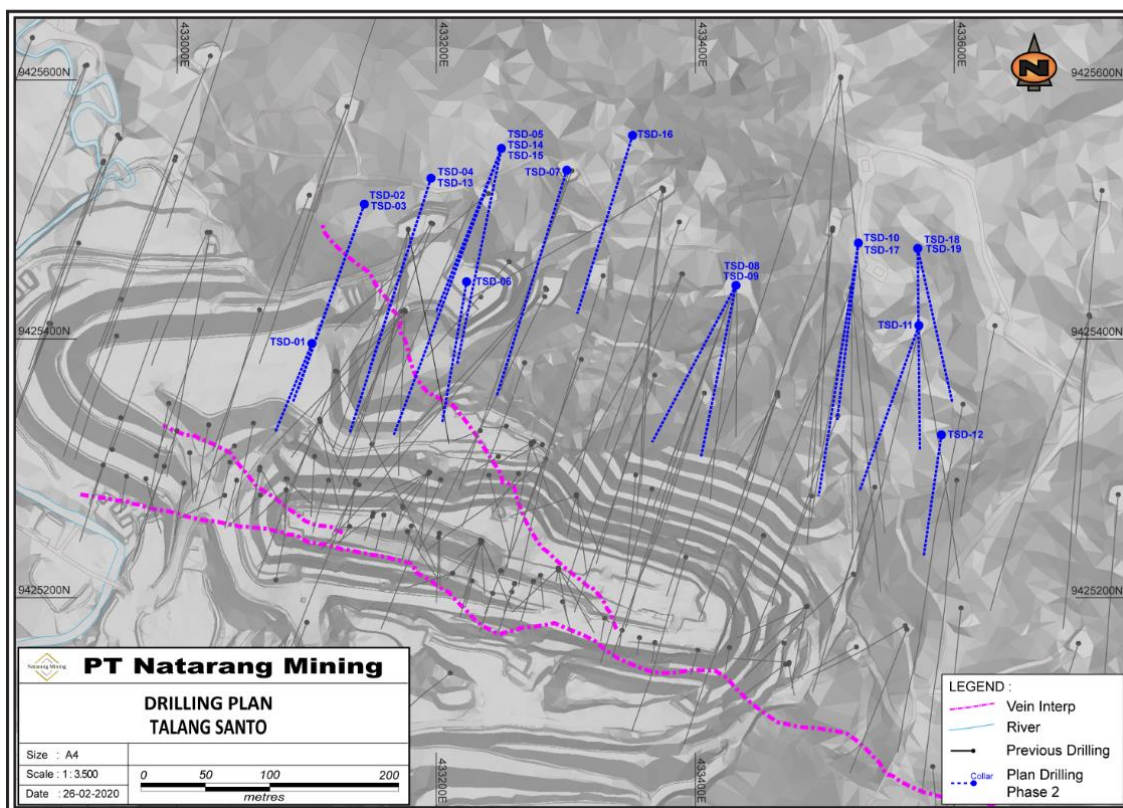 433000E
433200E
433400E
433600E
9425600N
9425600N
N
TSD-05
TSD-14
TSD-15
TSD-16
TSD-04
TSD-13
TSD-07
TSD-02
TSD-03
TSD-10
TSD-17
TSD-18
TSD-19
TSD-06
TSD-08
TSD-09
TSD-11
TSD-01
9425400N
9425400N
TSD-12
9425200N
9425200N
Natarang Mining
PT Natarang Mining
DRILLING PLAN
TALANG SANTO
Size : A4
Scale : 1 : 3.500
Date : 26-02-2020
0 50 100 200
metres
433200E
433400E
LEGEND :
Vein Interp
River
Previous Drilling
Collar
Plan Drilling
Phase 2